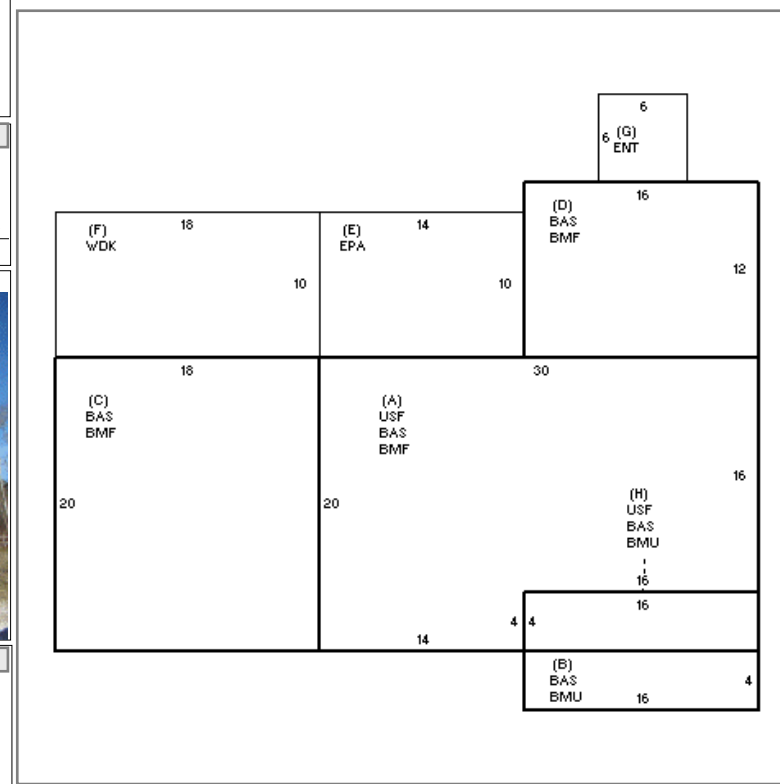 6
6 (G)
ENT
16
(D)
BAS
BMF
12
18
(F)
WDK
10
14
(E)
EPA
10
18
(C)
BAS
BMF
20
30
(A)
USF
BAS
BMF
20
16
(H)
USF
BAS
BMU
16
16
4
4
14
(B)
BAS
BMU
16
4